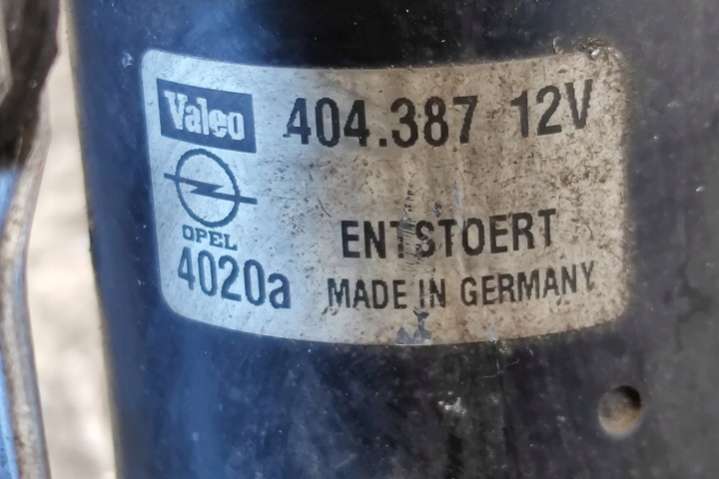 Valeo 404.387 12V
OPEL
ENTSTOERT
4020a MADE IN GERMANY